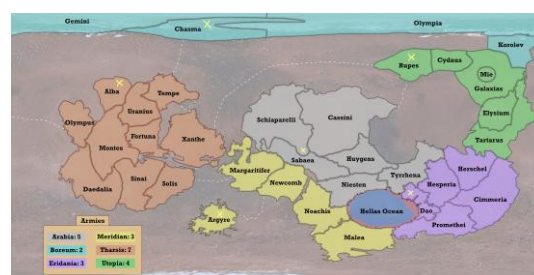 Gemini
Chasma
Olympia
Korolev
Rupes
Cydnus
Mie
Galaxius
Elysium
Tartarus
Alba
Tempe
Uranius
Olympus
Fortuna
Montes
Xanthe
Daedalia
Sinai
Solis
Schiaparelli
Cassini
Sabaea
Huygens
Margaritifer
Newcomb
Niesten
Tyrrhena
Herschel
Hesperia
Cimmeria
Noachis
Hellas Ocean
Dao
Promethei
Argyre
Malea
Armies
Arabia: 5 Meridian: 3
Boreum: 2 Tharsis: 7
Eridania: 3 Utopia: 4